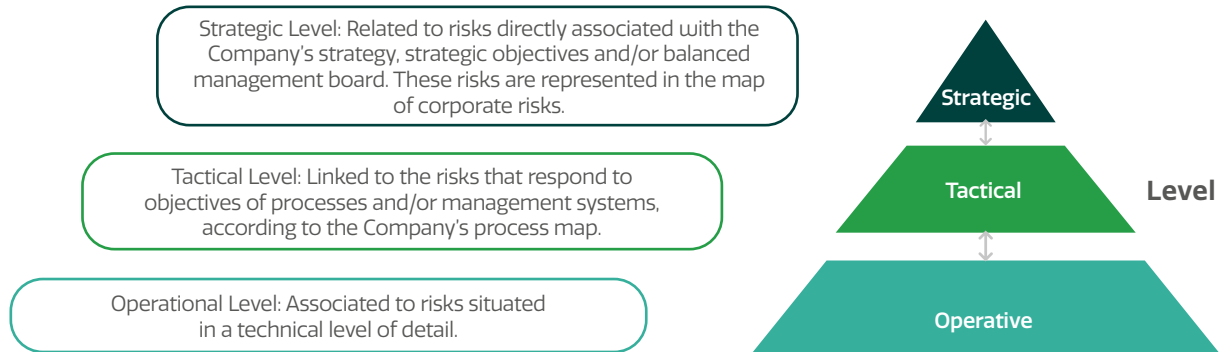 Strategic Level: Related to risks directly associated with the
Company's strategy, strategic objectives and/or balanced
management board. These risks are represented in the map
of corporate risks.
Strategic
Tactical Level: Linked to the risks that respond to
objectives of processes and/or management systems,
according to the Company's process map.
Tactical
Level
Operational Level: Associated to risks situated
in a technical level of detail.
Operative